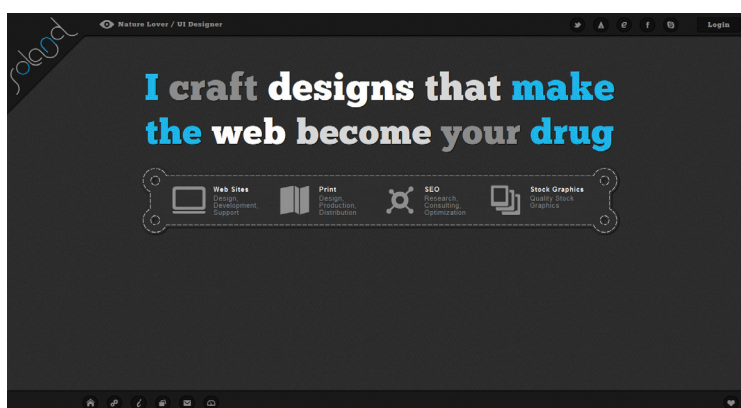 Nature Lover / UI Designer
Login
I craft designs that make
the web become your drug
Web Sites
Design,
Development,
Support
Print
Design,
Production,
Distribution
SEO
Research,
Consulting,
Optimization
Stock Graphics
Quality Stock
Graphics